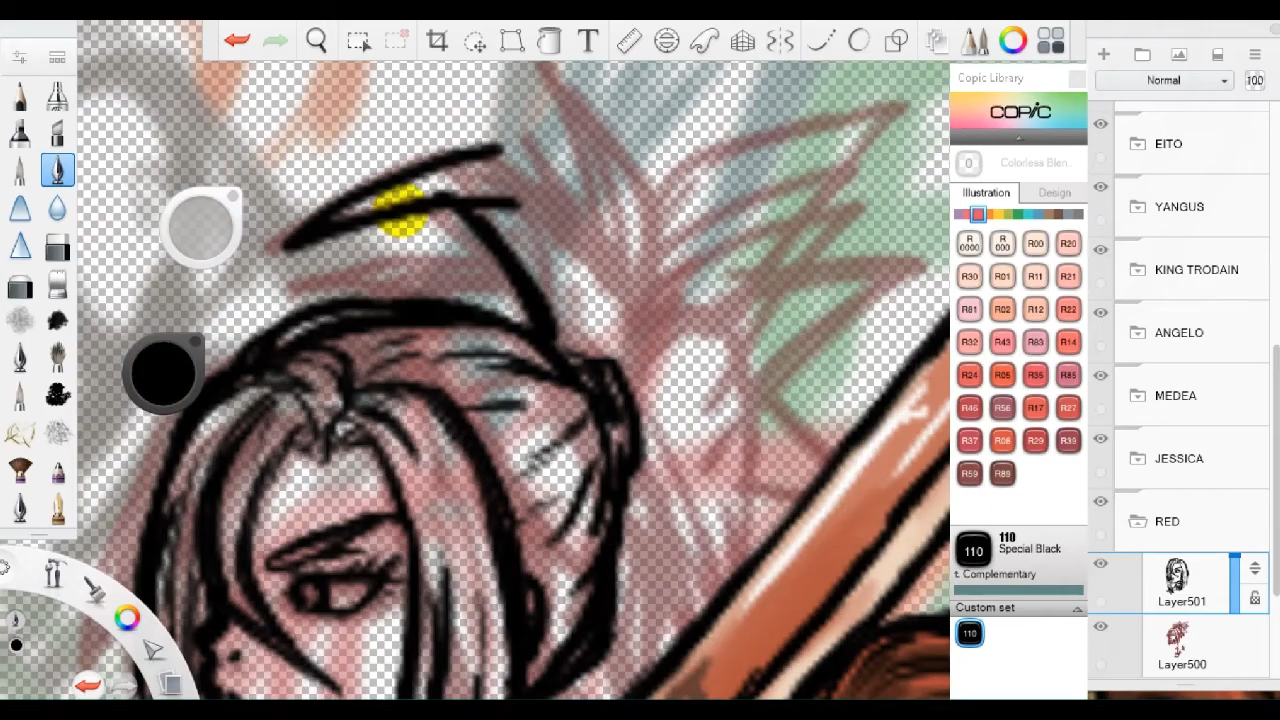 Copic Library
COPIC
0 Colorless Blen..
Illustration Design
R0000 R000 R00 R20
R30 R01 R11 R21
R81 R02 R12 R22
R32 R43 R83 R14
R24 R05 R35 R85
R46 R56 R17 R27
R37 R08 R29 R39
R59 R89
110 110
Special Black
t. Complementary
Custom set
110
Normal 100
EITO
YANGUS
KING TRODAIN
ANGELO
MEDEA
JESSICA
RED
Layer501
Layer500